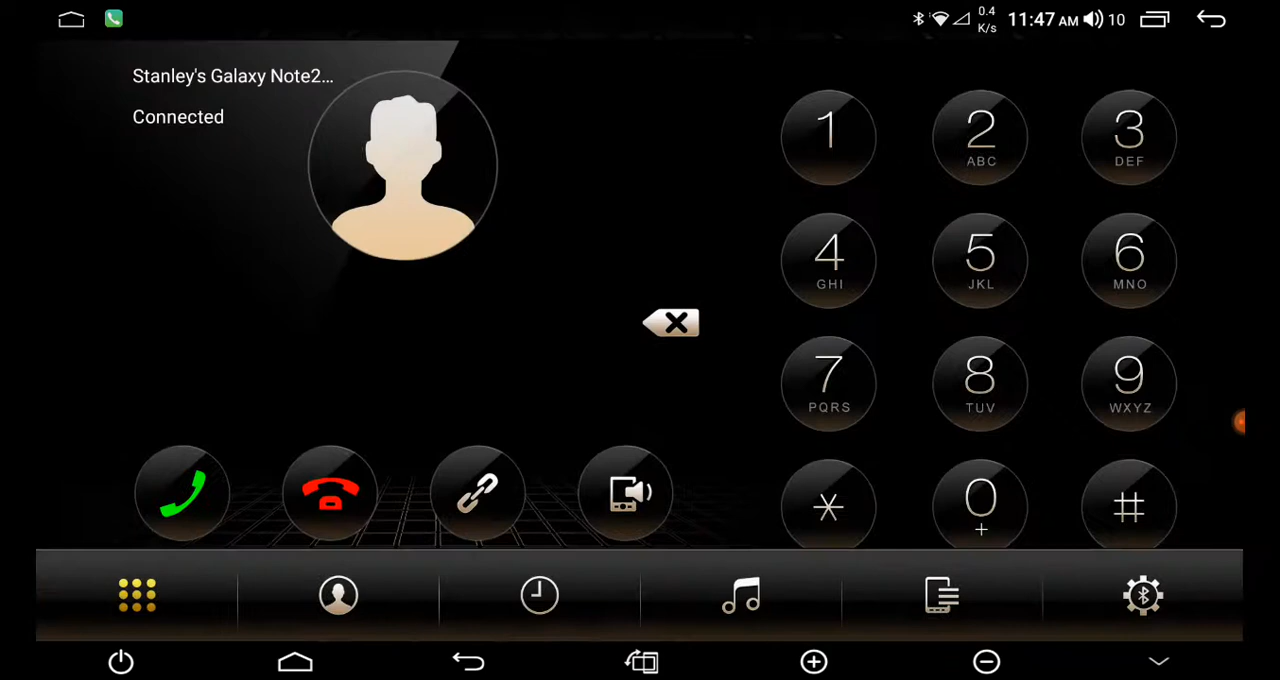 0.4
K/s
11:47 AM
10
Stanley's Galaxy Note2...
Connected
1
2
ABC
3
DEF
4
GHI
5
JKL
6
MNO
7
PQRS
8
TUV
9
WXYZ
*
0
+
#